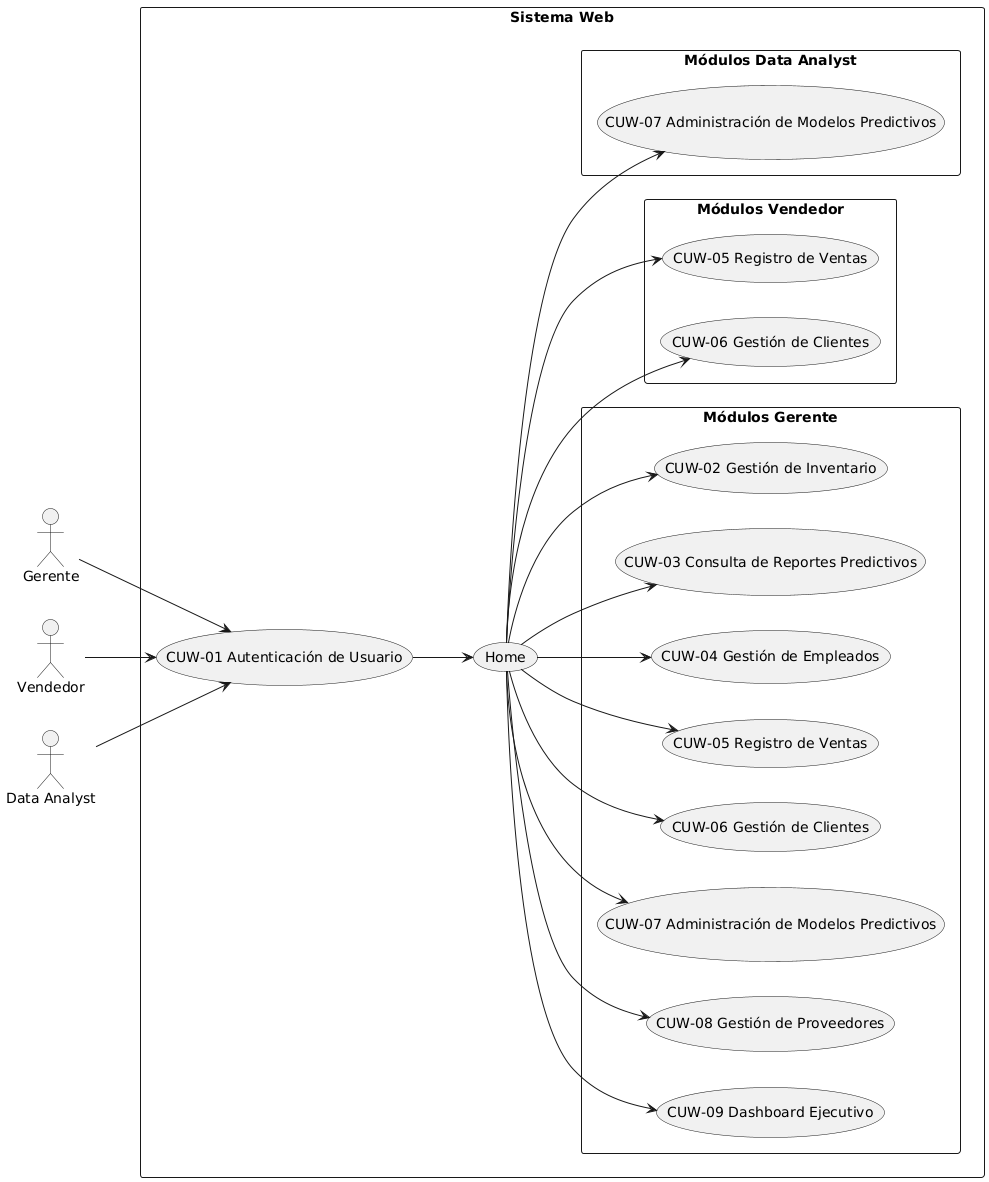 Sistema Web
Módulos Data Analyst
CUW-07 Administración de Modelos Predictivos
Módulos Vendedor
CUW-05 Registro de Ventas
CUW-06 Gestión de Clientes
Módulos Gerente
CUW-02 Gestión de Inventario
CUW-03 Consulta de Reportes Predictivos
Gerente
CUW-01 Autenticación de Usuario
Home
CUW-04 Gestión de Empleados
Vendedor
CUW-05 Registro de Ventas
Data Analyst
CUW-06 Gestión de Clientes
CUW-07 Administración de Modelos Predictivos
CUW-08 Gestión de Proveedores
CUW-09 Dashboard Ejecutivo